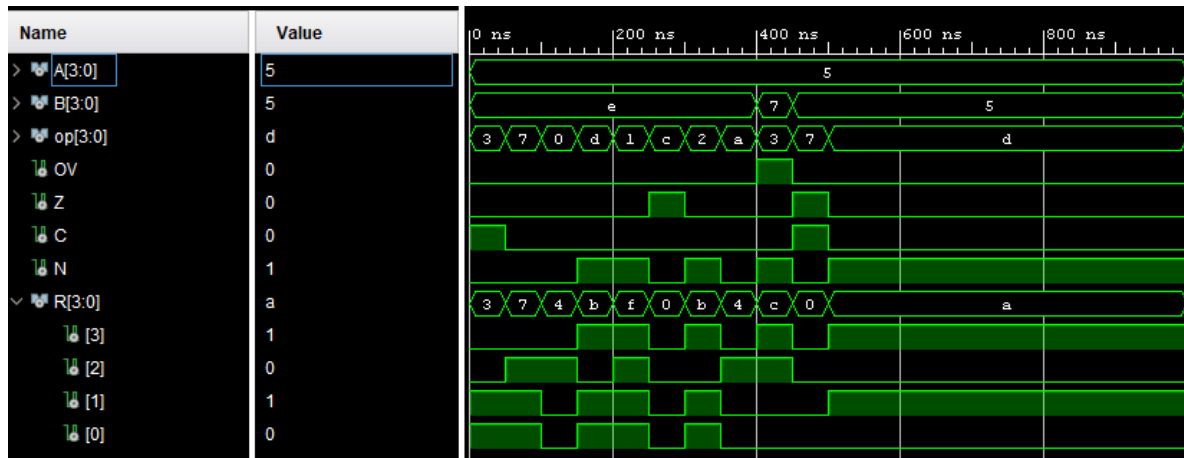 Name Value 0 ns 200 ns 400 ns 600 ns 800 ns
A[3:0] 5 5
B[3:0] 5 e 7 5
op[3:0] d 3 7 0 d 1 c 2 a 3 7 d
OV 0
Z 0
C 0
N 1
R[3:0] a 3 7 4 b f 0 b 4 c 0 a
[3] 1
[2] 0
[1] 1
[0] 0